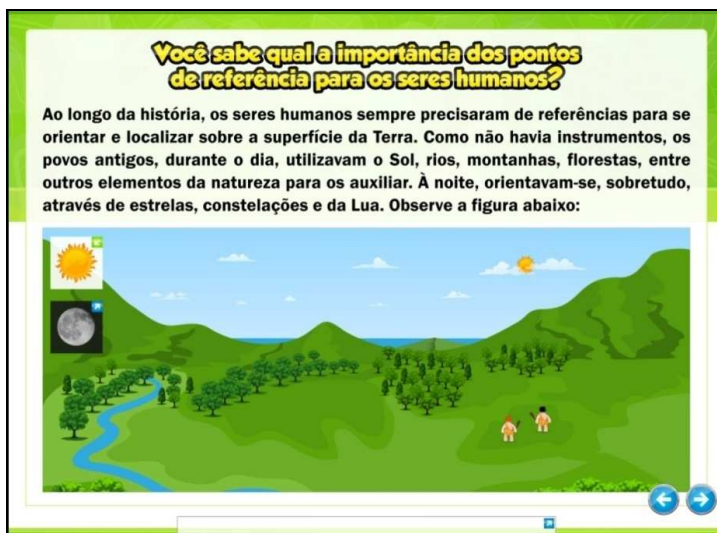 Você sabe qual a importância dos pontos
de referência para os seres humanos?
Ao longo da história, os seres humanos sempre precisaram de referências para se
orientar e localizar sobre a superfície da Terra. Como não havia instrumentos, os
povos antigos, durante o dia, utilizavam o Sol, rios, montanhas, florestas, entre
outros elementos da natureza para os auxiliar. À noite, orientavam-se, sobretudo,
através de estrelas, constelações e da Lua. Observe a figura abaixo: